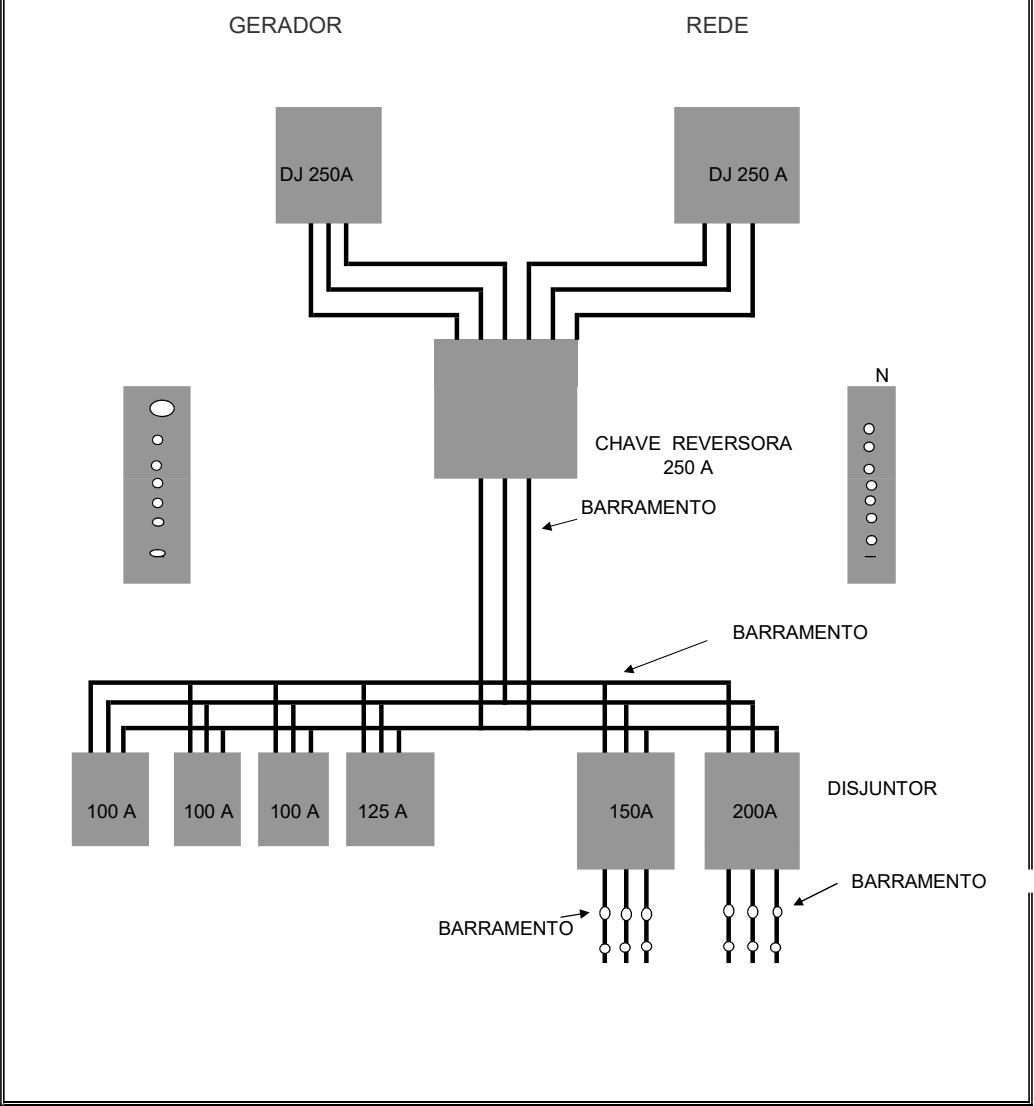 GERADOR
REDE
DJ 250A
DJ 250 A
N
CHAVE REVERSORA
250 A
BARRAMENTO
BARRAMENTO
DISJUNTOR
100 A
100 A
100 A
125 A
150A
200A
BARRAMENTO
BARRAMENTO